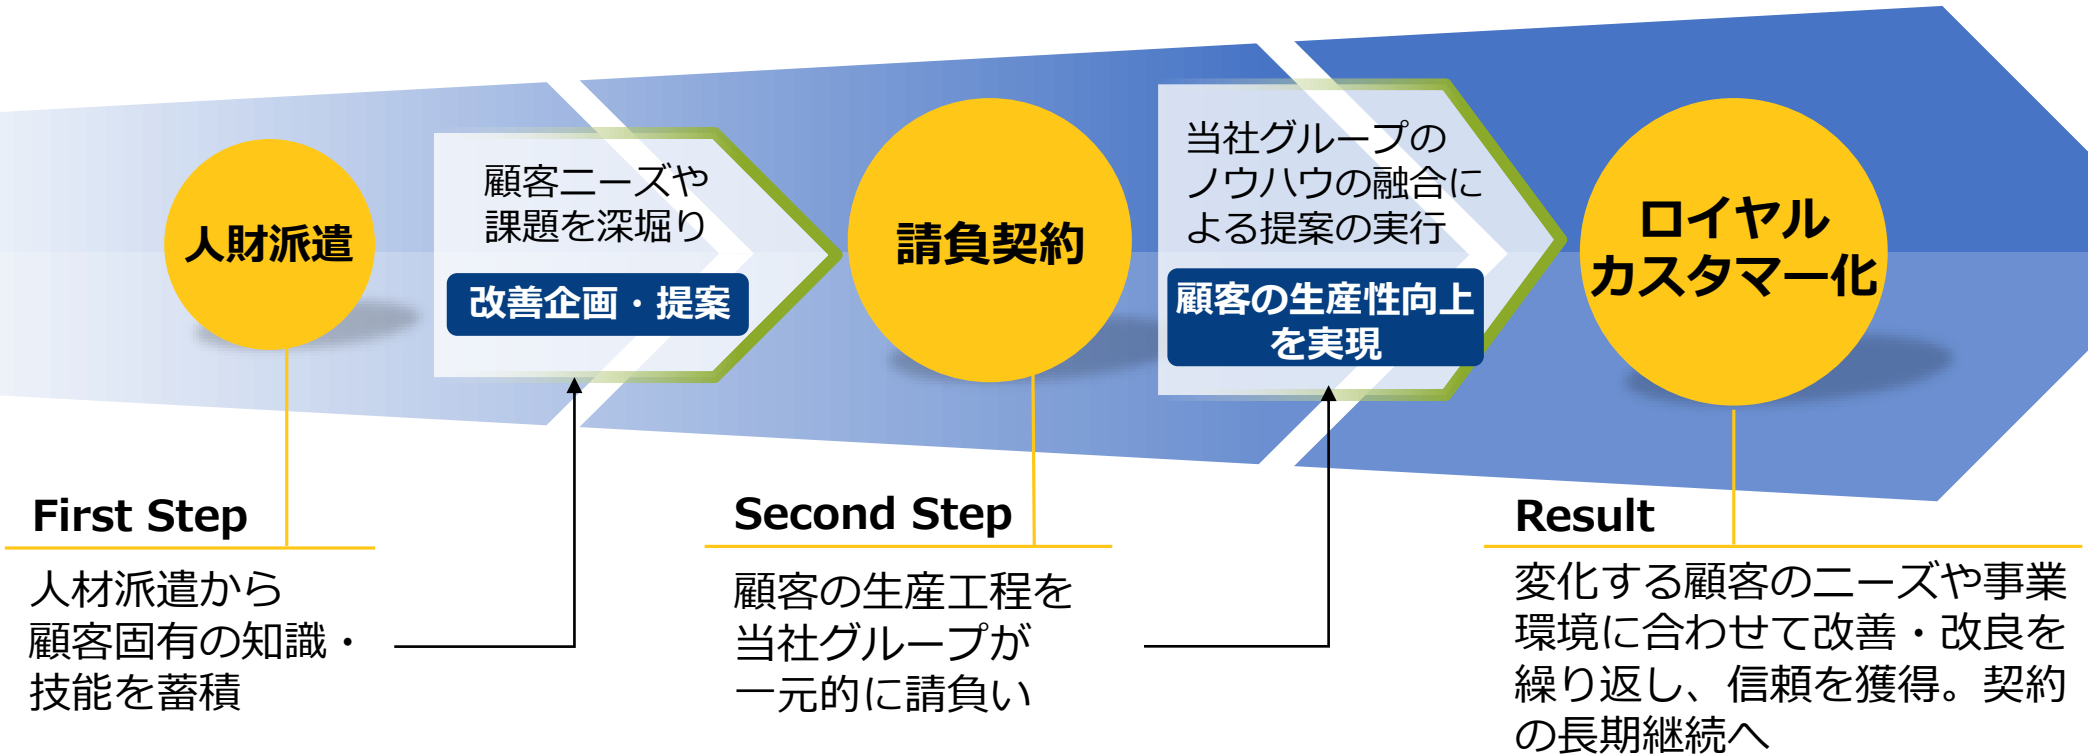 人財派遣
顧客ニーズや
課題を深堀り
改善企画・提案
請負契約
当社グループの
ノウハウの融合に
よる提案の実行
顧客の生産性向上
を実現
ロイヤル
カスタマー化
First Step
人材派遣から
顧客固有の知識・
技能を蓄積
Second Step
顧客の生産工程を
当社グループが
一元的に請負い
Result
変化する顧客のニーズや事業
環境に合わせて改善・改良を
繰り返し、信頼を獲得。契約
の長期継続へ